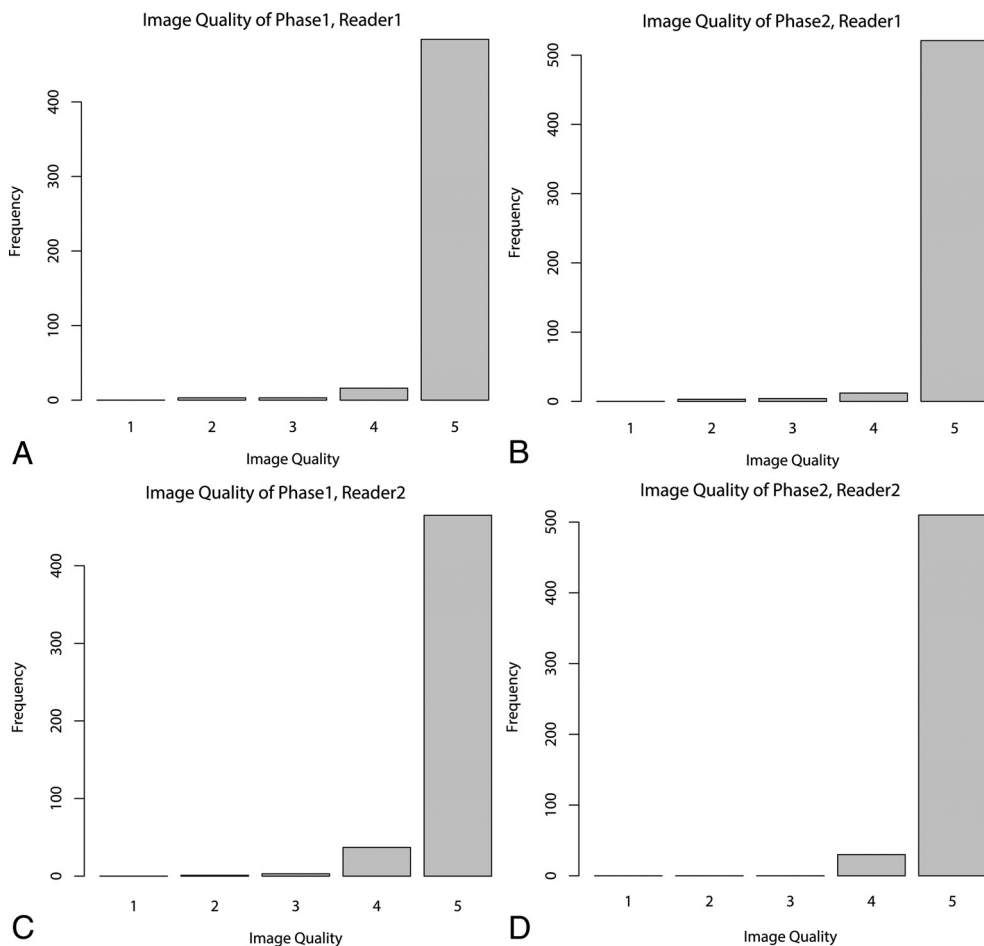 Image Quality of Phase1, Reader1
Frequency
0
100
200
300
400
1 2 3 4 5
Image Quality
A
Image Quality of Phase2, Reader1
Frequency
0
100
200
300
400
500
1 2 3 4 5
Image Quality
B
Image Quality of Phase1, Reader2
Frequency
0
100
200
300
400
1 2 3 4 5
Image Quality
C
Image Quality of Phase2, Reader2
Frequency
0
100
200
300
400
500
1 2 3 4 5
Image Quality
D